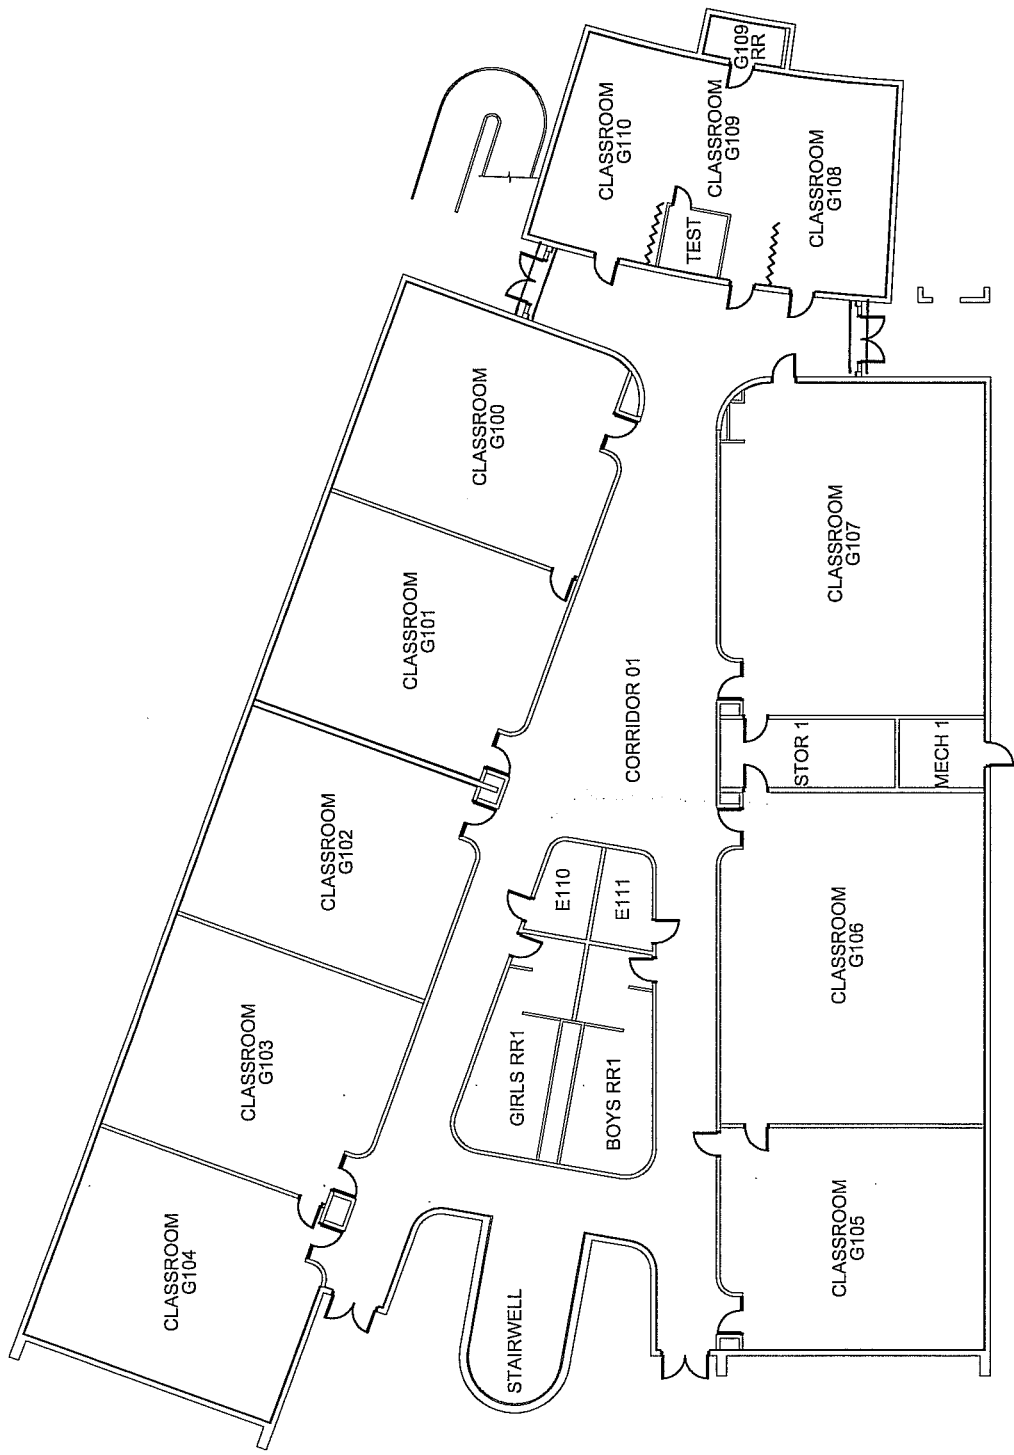 CLASSROOM
G104
CLASSROOM
G103
CLASSROOM
G102
CLASSROOM
G101
CLASSROOM
G100
STAIRWELL
GIRLS RR1
BOYS RR1
E110
E111
CORRIDOR 01
CLASSROOM
G110
TEST
CLASSROOM
G109
G109
RR
CLASSROOM
G108
CLASSROOM
G105
CLASSROOM
G106
STOR 1
MECH 1
CLASSROOM
G107